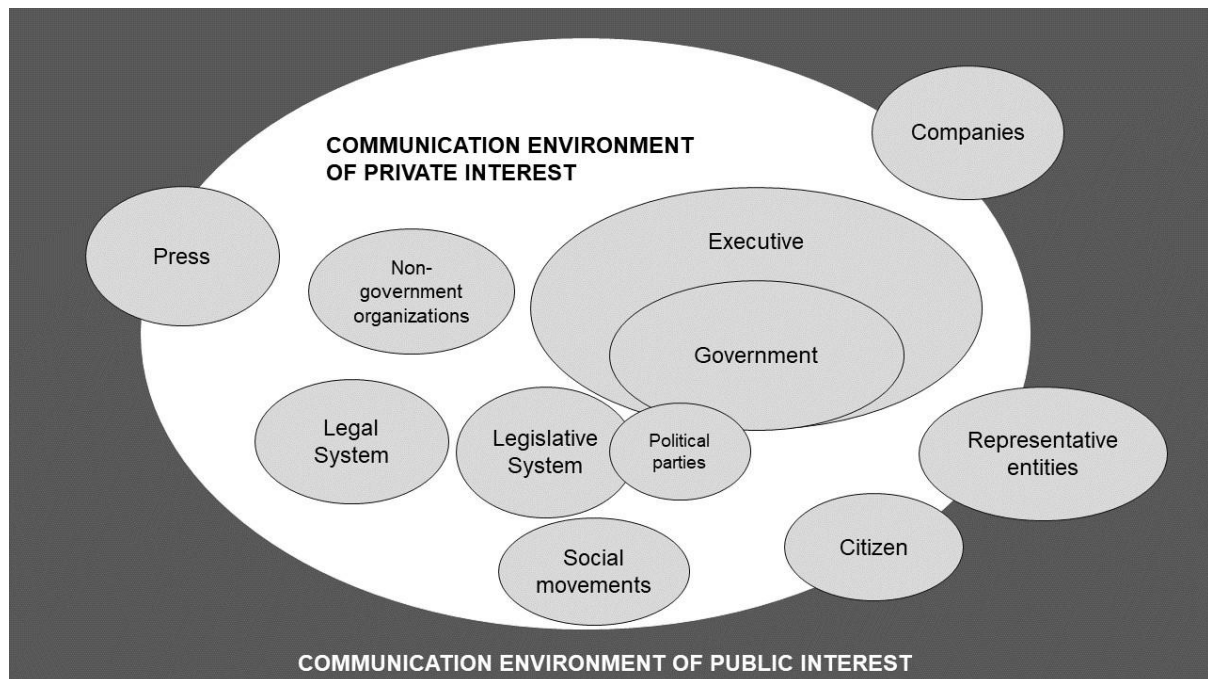 COMMUNICATION ENVIRONMENT
OF PRIVATE INTEREST
Companies
Press
Non-
government
organizations
Executive
Government
Legal
System
Legislative
System
Political
parties
Representative
entities
Citizen
Social
movements
COMMUNICATION ENVIRONMENT OF PUBLIC INTEREST